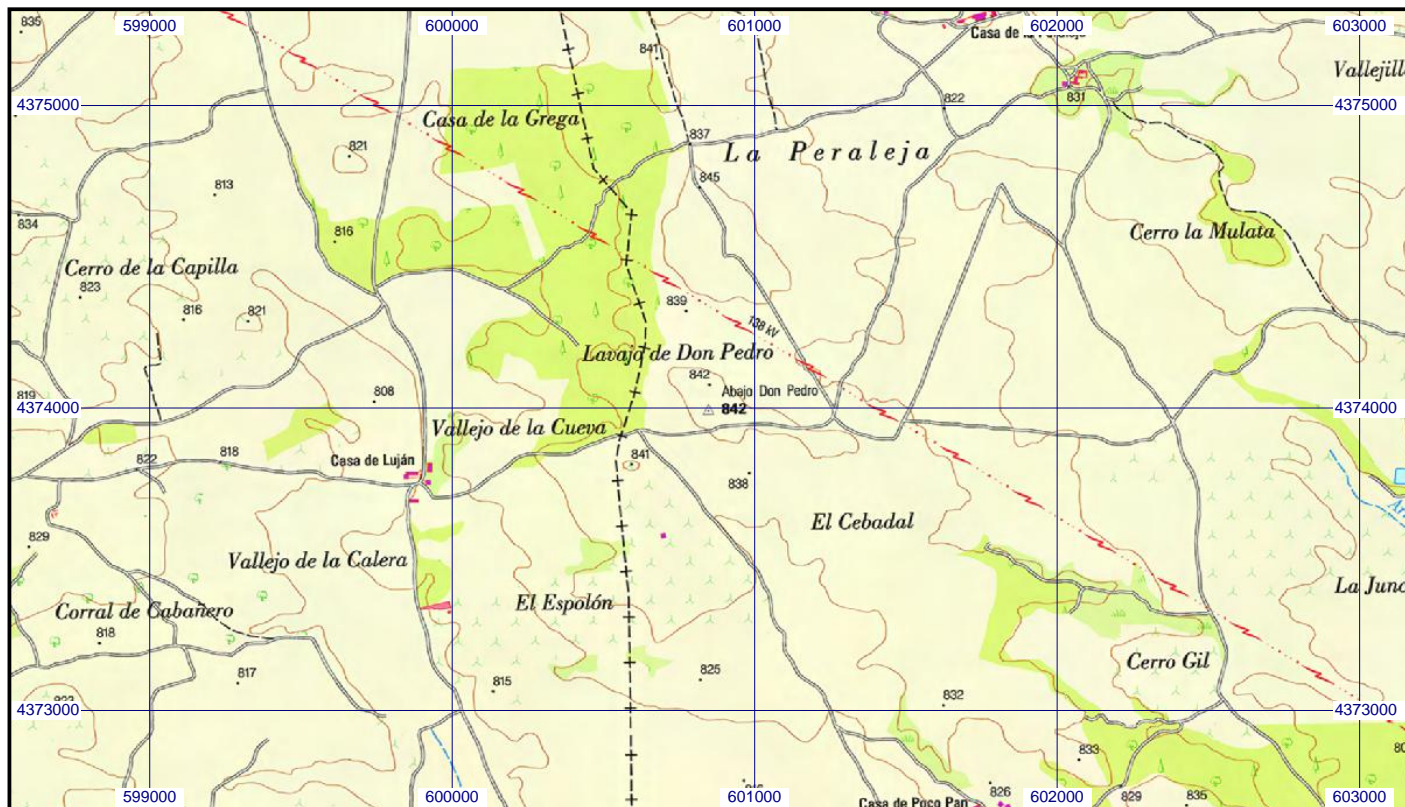 835
599000
600000
601000
602000
603000
841
Vallejill
4375000
4375000
822
831
Casa de la Grega
837
La Peraleja
821
845
813
834
816
Cerro la Mulata
Cerro de la Capilla
823
816
821
839
138 kV
Lavajo de Don Pedro
842
Abajo Don Pedro
819
808
4374000
842
4374000
Vallejo de la Cueva
822
818
Casa de Luján
841
838
El Cebadal
829
Vallejo de la Calera
La Junc
Corral de Cabañero
El Espolón
818
Cerro Gil
817
815
825
832
4373000
4373000
833
80
826
829
835
599000
600000
601000
602000
603000
Casa de Poco Pan